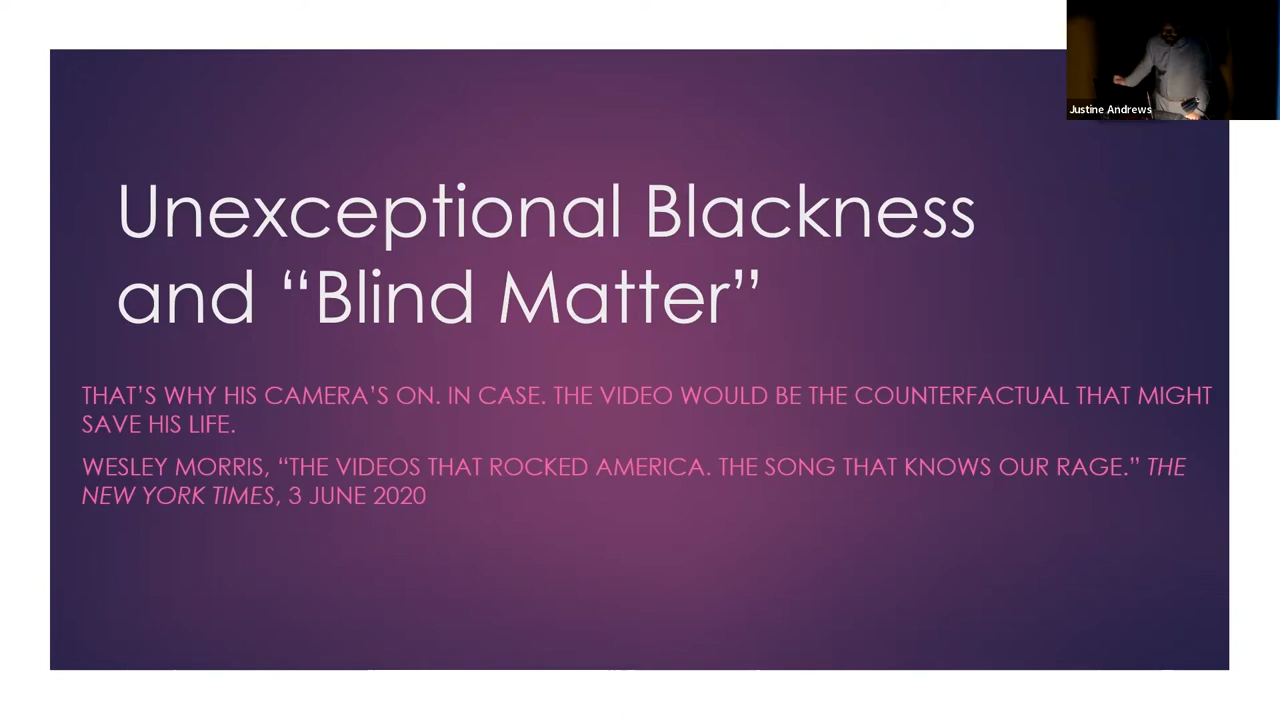 Justine Andrews
Unexceptional Blackness
and “Blind Matter”
THAT’S WHY HIS CAMERA’S ON. IN CASE. THE VIDEO WOULD BE THE COUNTERFACTUAL THAT MIGHT
SAVE HIS LIFE.
WESLEY MORRIS, “THE VIDEOS THAT ROCKED AMERICA. THE SONG THAT KNOWS OUR RAGE.” THE
NEW YORK TIMES, 3 JUNE 2020